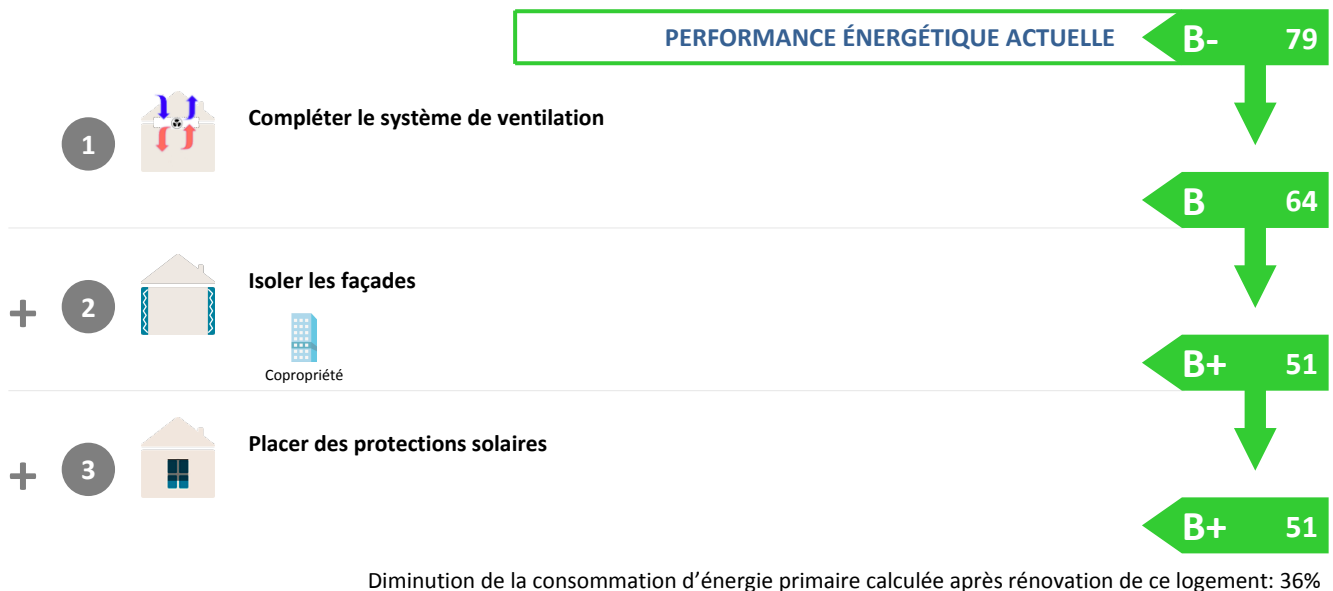 PERFORMANCE ÉNERGÉTIQUE ACTUELLE B- 79
1 Compléter le système de ventilation
B 64
+ 2 Isoler les façades
Copropriété
B+ 51
+ 3 Placer des protections solaires
B+ 51
Diminution de la consommation d’énergie primaire calculée après rénovation de ce logement: 36%